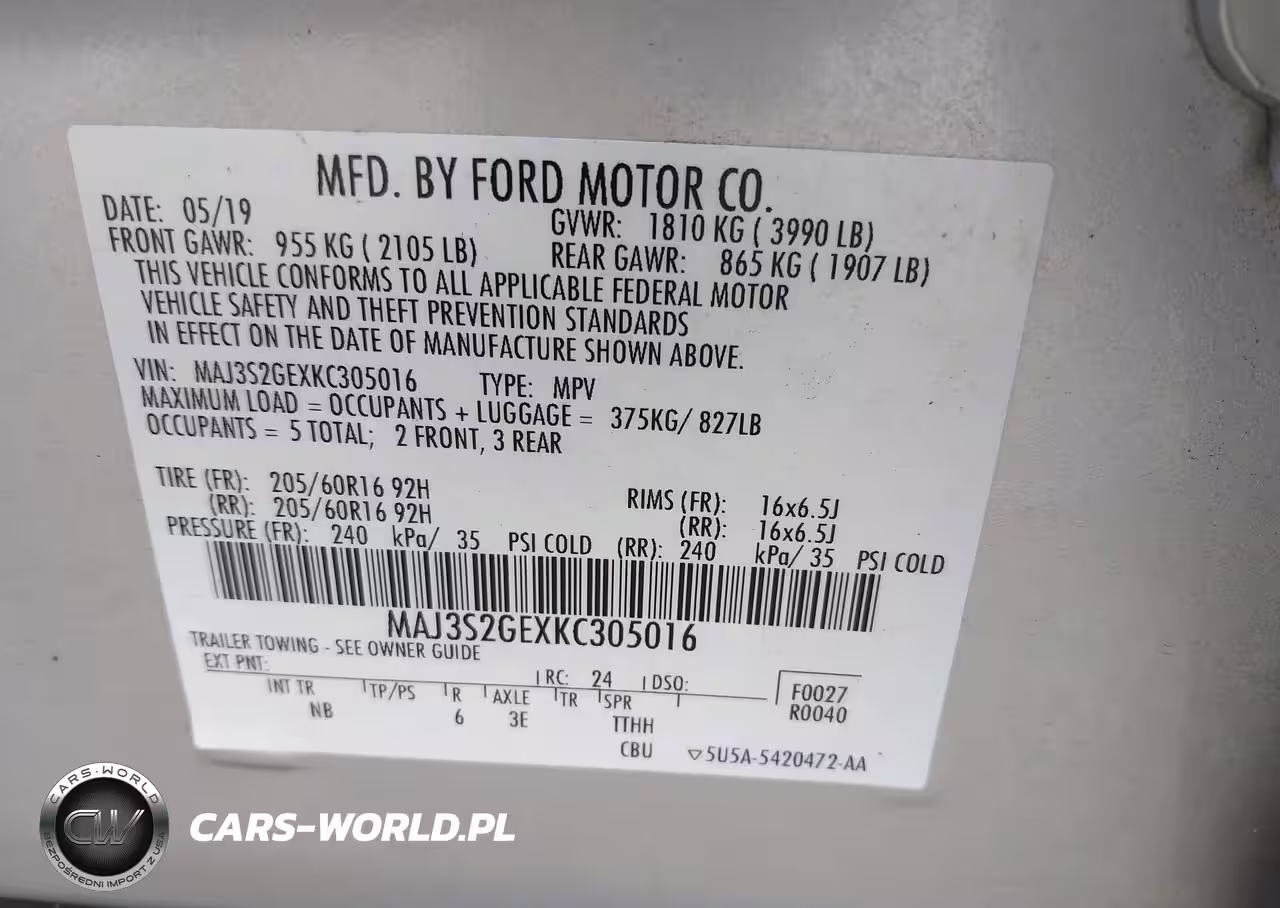 MFD. BY FORD MOTOR CO.
DATE: 05/19 GVWR: 1810 KG ( 3990 LB)
FRONT GAWR: 955 KG ( 2105 LB) REAR GAWR: 865 KG ( 1907 LB)
THIS VEHICLE CONFORMS TO ALL APPLICABLE FEDERAL MOTOR
VEHICLE SAFETY AND THEFT PREVENTION STANDARDS
IN EFFECT ON THE DATE OF MANUFACTURE SHOWN ABOVE.
VIN: MAJ3S2GEXKC305016 TYPE: MPV
MAXIMUM LOAD = OCCUPANTS + LUGGAGE = 375KG/ 827LB
OCCUPANTS = 5 TOTAL; 2 FRONT, 3 REAR
TIRE (FR): 205/60R16 92H RIMS (FR): 16x6.5J
(RR): 205/60R16 92H (RR): 16x6.5J
PRESSURE (FR): 240 kPa/ 35 PSI COLD (RR): 240 kPa/ 35 PSI COLD
MAJ3S2GEXKC305016
TRAILER TOWING - SEE OWNER GUIDE
EXT PNT: RC: 24 DSO: F0027
INT TR TP/PS R AXLE TR SPR R0040
NB 6 3E TTHH
CBU 5U5A-5420472-AA
CARS-WORLD
CW
BEZPOŚREDNI IMPORT Z USA
CARS-WORLD.PL